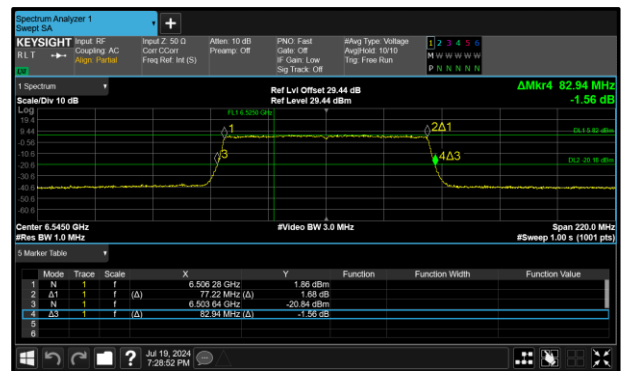 Spectrum Analyzer 1
Swept SA
+
KEYSIGHT Input: RF Input Z: 50 Ω Atten: 10 dB PNO: Fast #Avg Type: Voltage 1 2 3 4 5 6
RLT Coupling: AC Corr CCorr Preamp: Off Gate: Off Avg|Hold: 10/10 M W W W W W
Align: Partial Freq Ref: Int (S) IF Gain: Low Trig: Free Run P N N N N N
LW Sig Track: Off
1 Spectrum Ref Lvl Offset 29.44 dB ΔMkr4 82.94 MHz
Scale/Div 10 dB Ref Level 29.44 dBm -1.56 dB
Log
FL1 6.5250 GHz
19.4
9.44 1 2Δ1 DL1 5.82 dBm
-0.56
-10.6 3 4Δ3
-20.6 DL2 -20.18 dBm
-30.6
-40.6
-50.6
-60.6
Center 6.5450 GHz #Video BW 3.0 MHz Span 220.0 MHz
#Res BW 1.0 MHz #Sweep 1.00 s (1001 pts)
5 Marker Table
Mode Trace Scale X Y Function Function Width Function Value
1 N 1 f 6.506 28 GHz 1.86 dBm
2 Δ1 1 f (Δ) 77.22 MHz (Δ) 1.68 dB
3 N 1 f 6.503 64 GHz -20.84 dBm
4 Δ3 1 f (Δ) 82.94 MHz (Δ) -1.56 dB
5
6
? Jul 19, 2024
7:28:52 PM